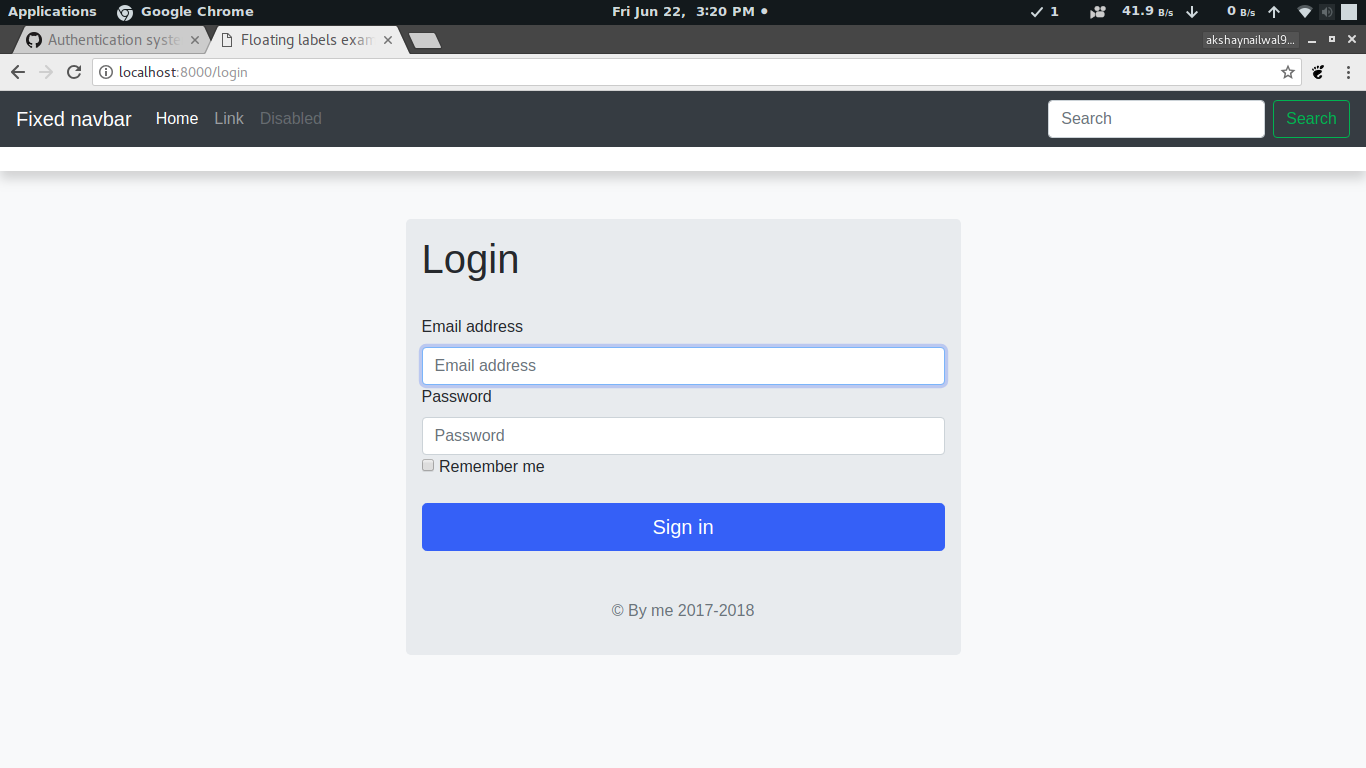 Applications Google Chrome Fri Jun 22, 3:20 PM 1 41.9 B/s 0 B/s
Authentication syste Floating labels exam akshaynailwal9...
localhost:8000/login
Fixed navbar Home Link Disabled Search Search
Login
Email address
Email address
Password
Password
Remember me
Sign in
© By me 2017-2018